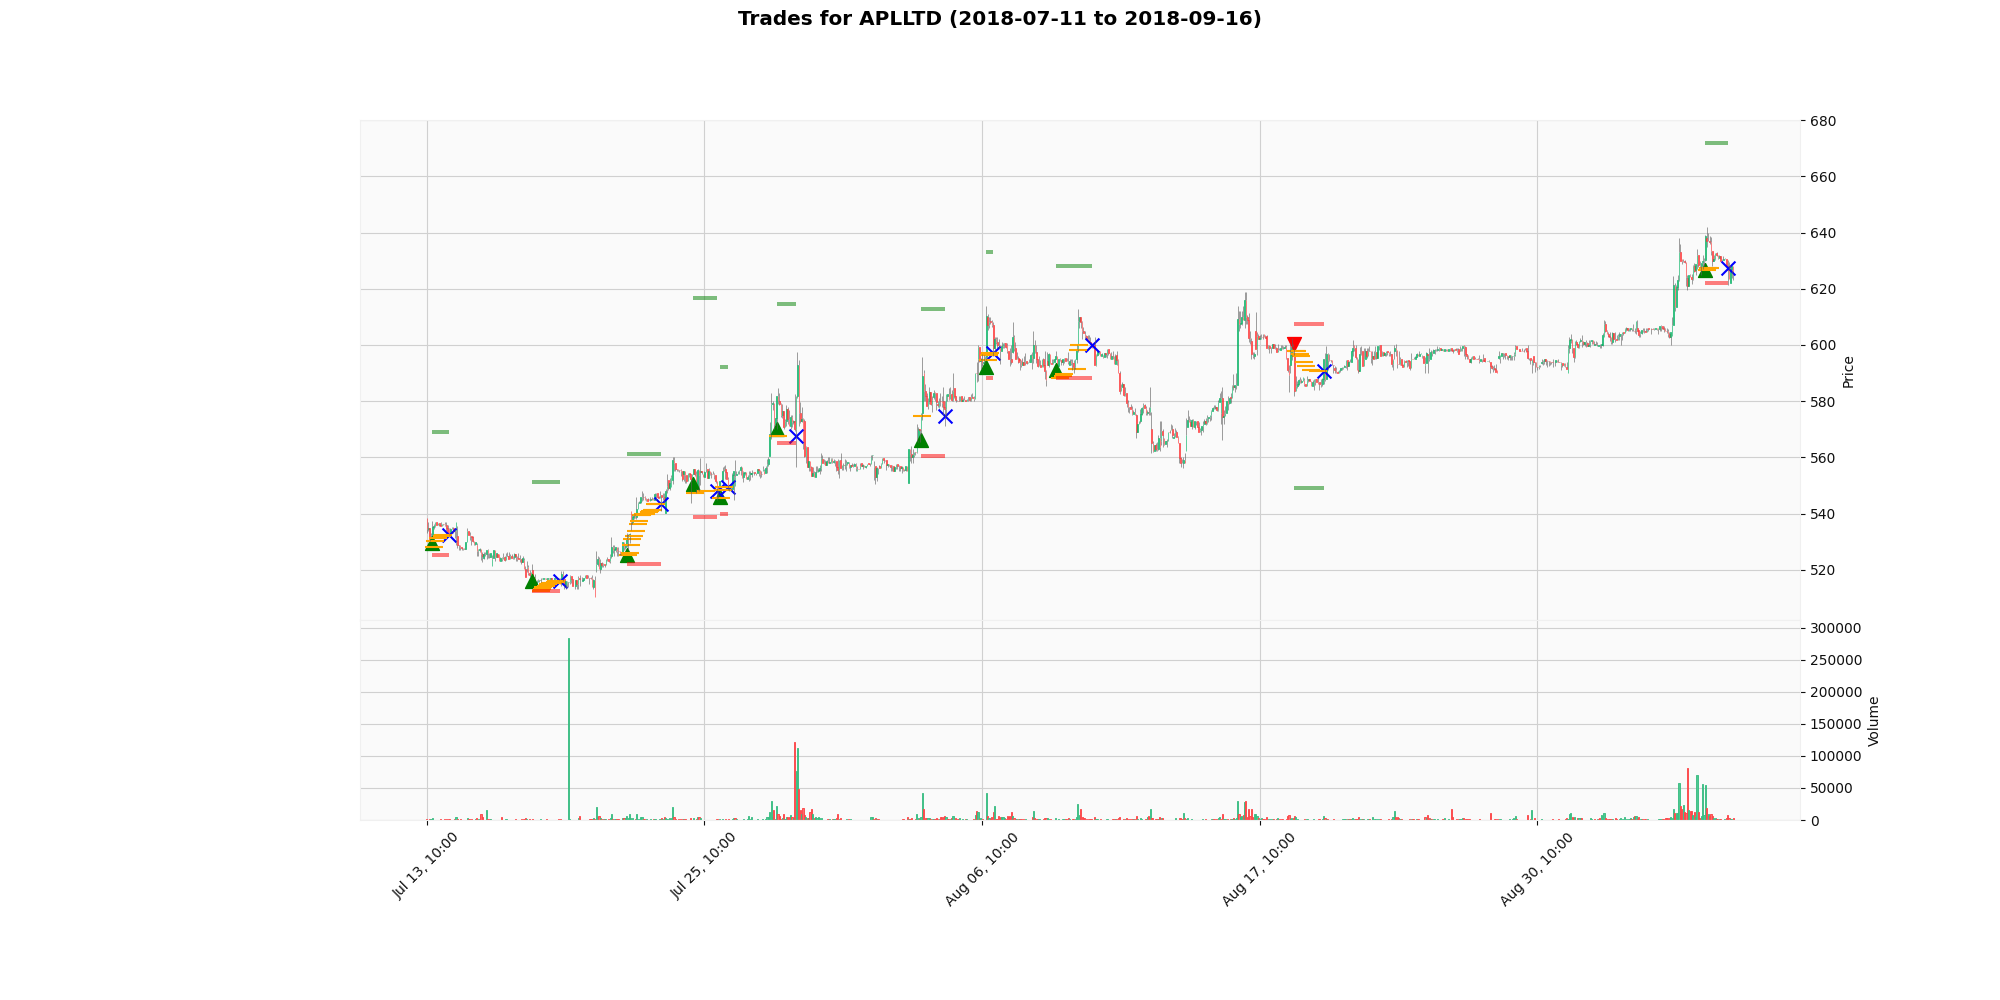 Trades for APLLTD (2018-07-11 to 2018-09-16)
680
660
640
620
600
580
560
540
520
Price
300000
250000
200000
150000
100000
50000
0
Volume
Jul 13, 10:00
Jul 25, 10:00
Aug 06, 10:00
Aug 17, 10:00
Aug 30, 10:00